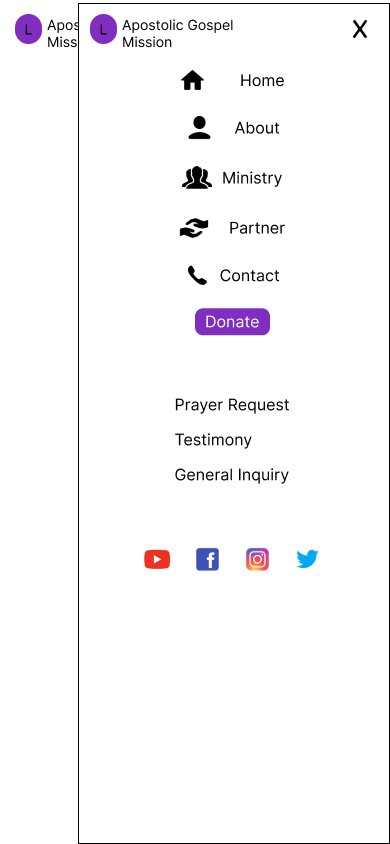 L
Apos
Miss
L
Apostolic Gospel
Mission
X
Home
About
Ministry
Partner
Contact
Donate
Prayer Request
Testimony
General Inquiry